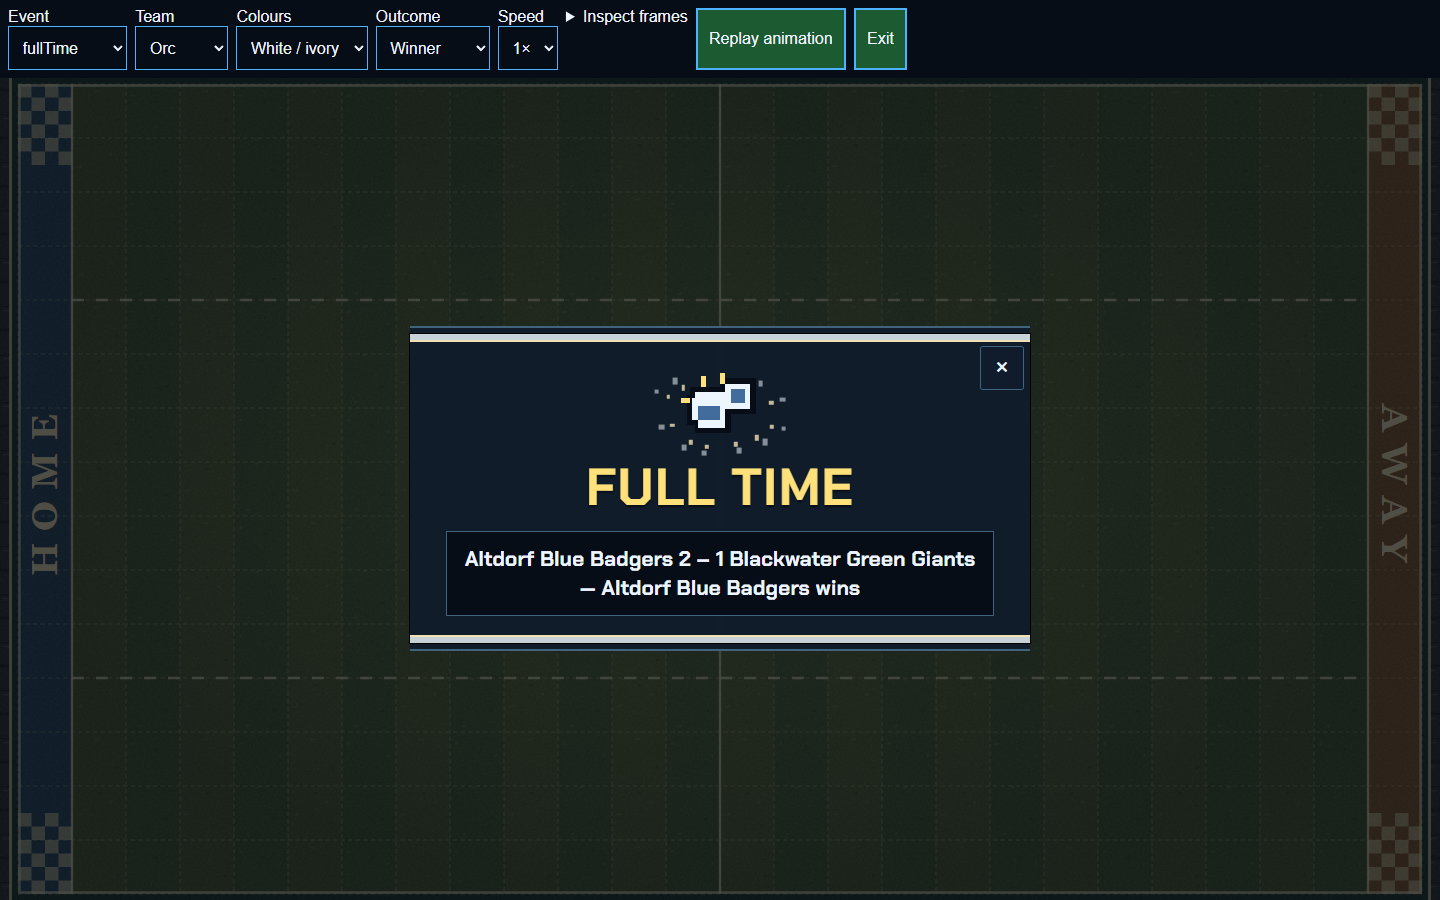 Event
Team
Colours
Outcome
Speed
▶ Inspect frames
Replay animation
Exit
fullTime
Orc
White / ivory
Winner
1×
×
HOME
AWAY
FULL TIME
Altdorf Blue Badgers 2 – 1 Blackwater Green Giants
– Altdorf Blue Badgers wins